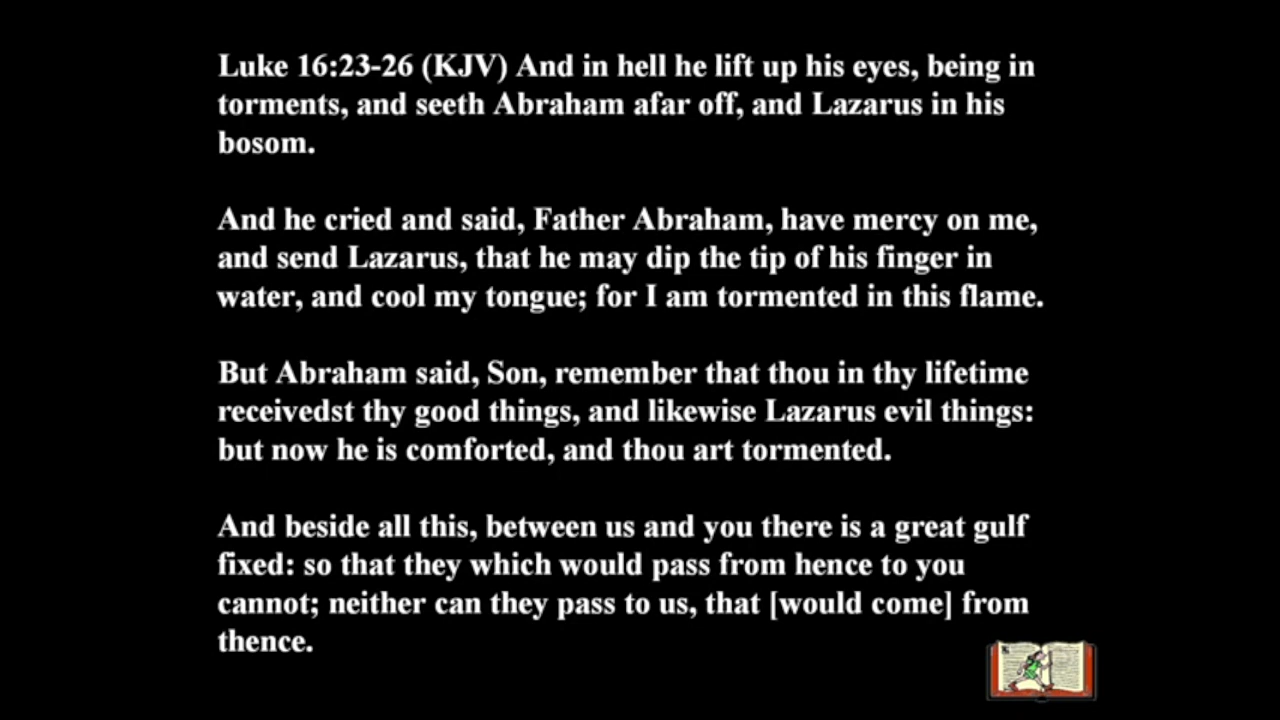 Luke 16:23-26 (KJV) And in hell he lift up his eyes, being in
torments, and seeth Abraham afar off, and Lazarus in his
bosom.
And he cried and said, Father Abraham, have mercy on me,
and send Lazarus, that he may dip the tip of his finger in
water, and cool my tongue; for I am tormented in this flame.
But Abraham said, Son, remember that thou in thy lifetime
receivedst thy good things, and likewise Lazarus evil things:
but now he is comforted, and thou art tormented.
And beside all this, between us and you there is a great gulf
fixed: so that they which would pass from hence to you
cannot; neither can they pass to us, that [would come] from
thence.